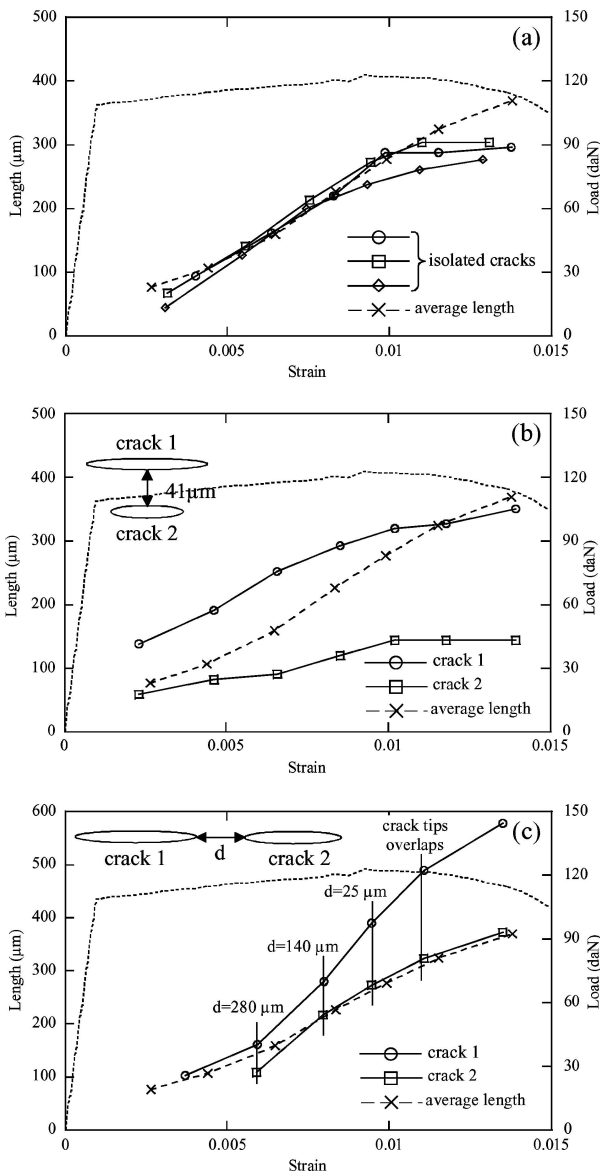 500
400
300
200
100
0
Length (µm)
150
120
90
60
30
0
Load (daN)
(a)
isolated cracks
average length
0
0.005
0.01
0.015
Strain
500
400
300
200
100
0
Length (µm)
150
120
90
60
30
0
Load (daN)
(b)
crack 1
41µm
crack 2
crack 1
crack 2
average length
0
0.005
0.01
0.015
Strain
600
500
400
300
200
100
0
Length (µm)
150
120
90
60
30
0
Load (daN)
(c)
crack 1
d
crack 2
crack tips
overlaps
d=25 µm
d=140 µm
d=280 µm
crack 1
crack 2
average length
0
0.005
0.01
0.015
Strain